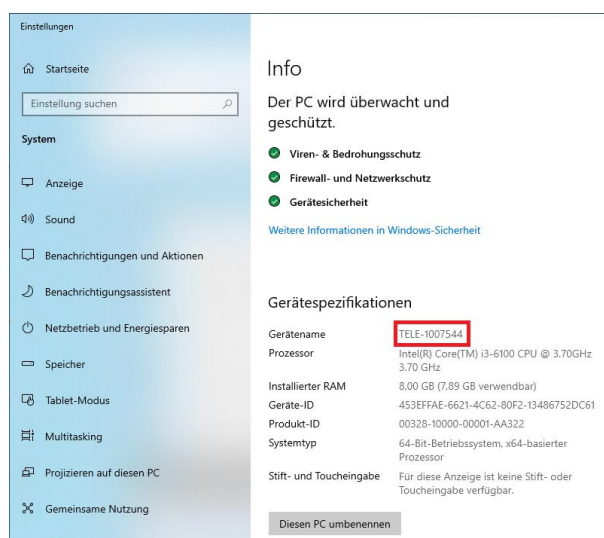 Einstellungen
Startseite
Einstellung suchen
System
Anzeige
Sound
Benachrichtigungen und Aktionen
Benachrichtigungsassistent
Netzbetrieb und Energiesparen
Speicher
Tablet-Modus
Multitasking
Projizieren auf diesen PC
Gemeinsame Nutzung
Info
Der PC wird überwacht und
geschützt.
Viren- & Bedrohungsschutz
Firewall- und Netzwerkschutz
Gerätesicherheit
Weitere Informationen in Windows-Sicherheit
Gerätespezifikationen
Gerätename TELE-1007544
Prozessor Intel(R) Core(TM) i3-6100 CPU @ 3.70GHz
3.70 GHz
Installierter RAM 8,00 GB (7,89 GB verwendbar)
Geräte-ID 453EFFAE-6621-4C62-80F2-13486752DC61
Produkt-ID 00328-10000-00001-AA322
Systemtyp 64-Bit-Betriebssystem, x64-basierter
Prozessor
Stift- und Toucheingabe Für diese Anzeige ist keine Stift- oder
Toucheingabe verfügbar.
Diesen PC umbenennen